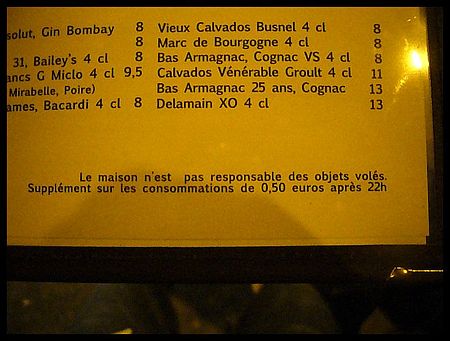 solut, Gin Bombay 8
8
31, Bailey's 4 cl 8
ancs G Miclo 4 cl 9,5
Mirabelle, Poire)
ames, Bacardi 4 cl 8
Vieux Calvados Busnel 4 cl 8
Marc de Bourgogne 4 cl 8
Bas Armagnac, Cognac VS 4 cl 8
Calvados Vénérable Groult 4 cl 11
Bas Armagnac 25 ans, Cognac 13
Delamain XO 4 cl 13
Le maison n'est pas responsable des objets volés.
Supplément sur les consommations de 0,50 euros après 22h